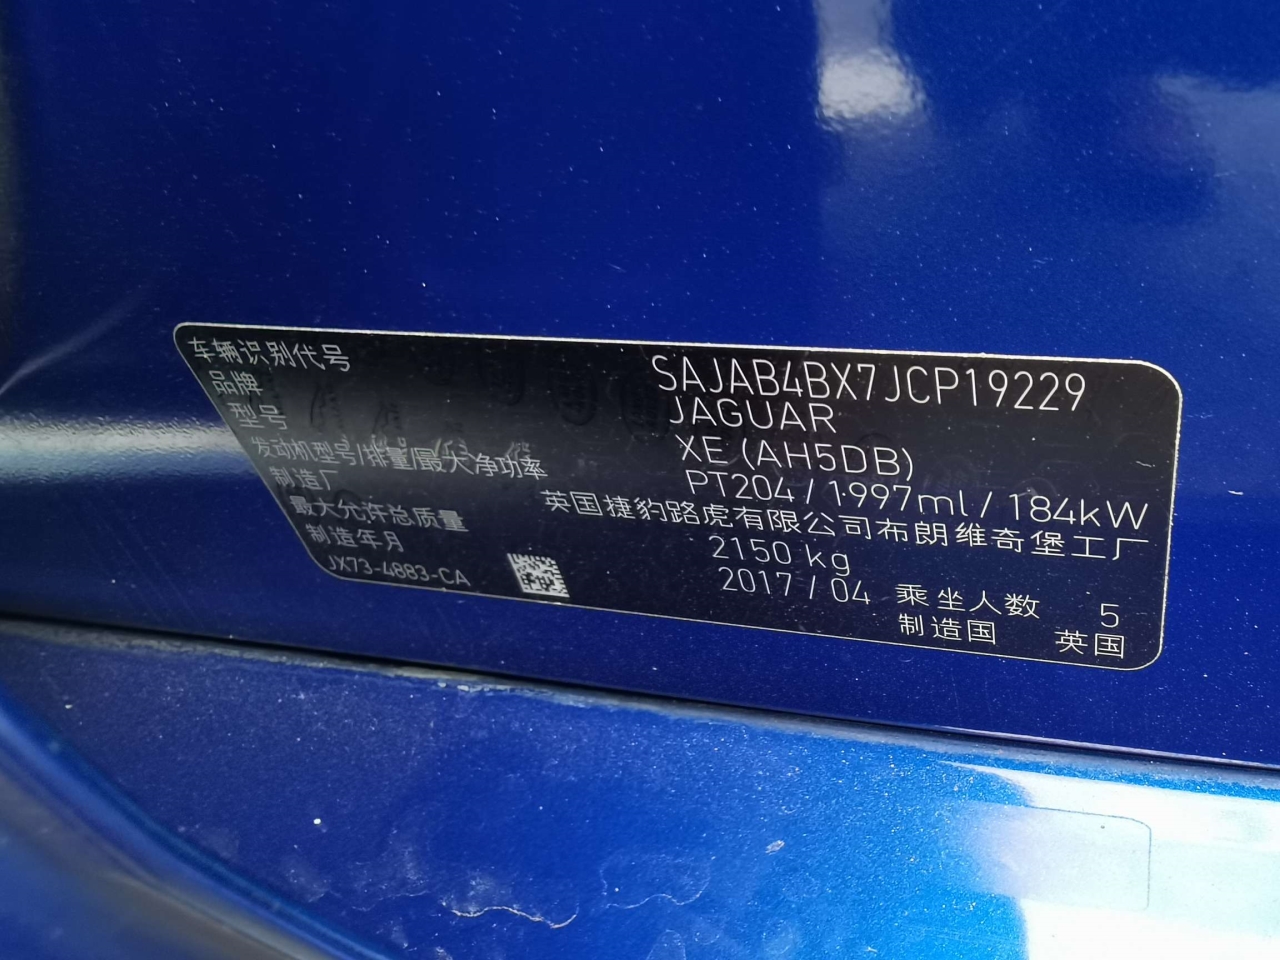 车辆识别代号 SAJAB4BX7JCP19229
品牌 JAGUAR
型号 XE (AH5DB)
发动机型号/排量/最大净功率 PT204 / 1997ml / 184kW
制造厂 英国捷豹路虎有限公司布朗维奇堡工厂
最大允许总质量 2150 kg
制造年月 2017 / 04 乘坐人数 5
JX73-4883-CA 制造国 英国